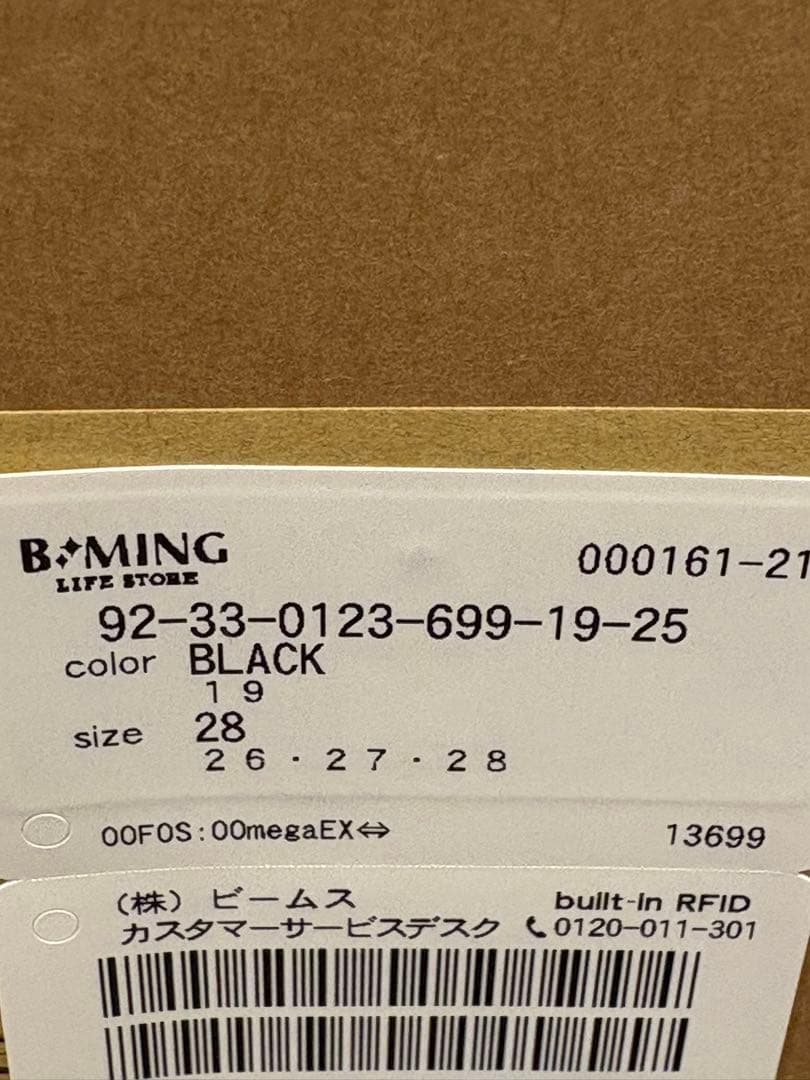 B✦MING
LIFE STORE
000161-21
92-33-0123-699-19-25
color BLACK
19
size 28
26・27・28
OOFOS:OOmegaEX⇔
13699
(株) ビームス
built-in RFID
カスタマーサービスデスク 0120-011-301